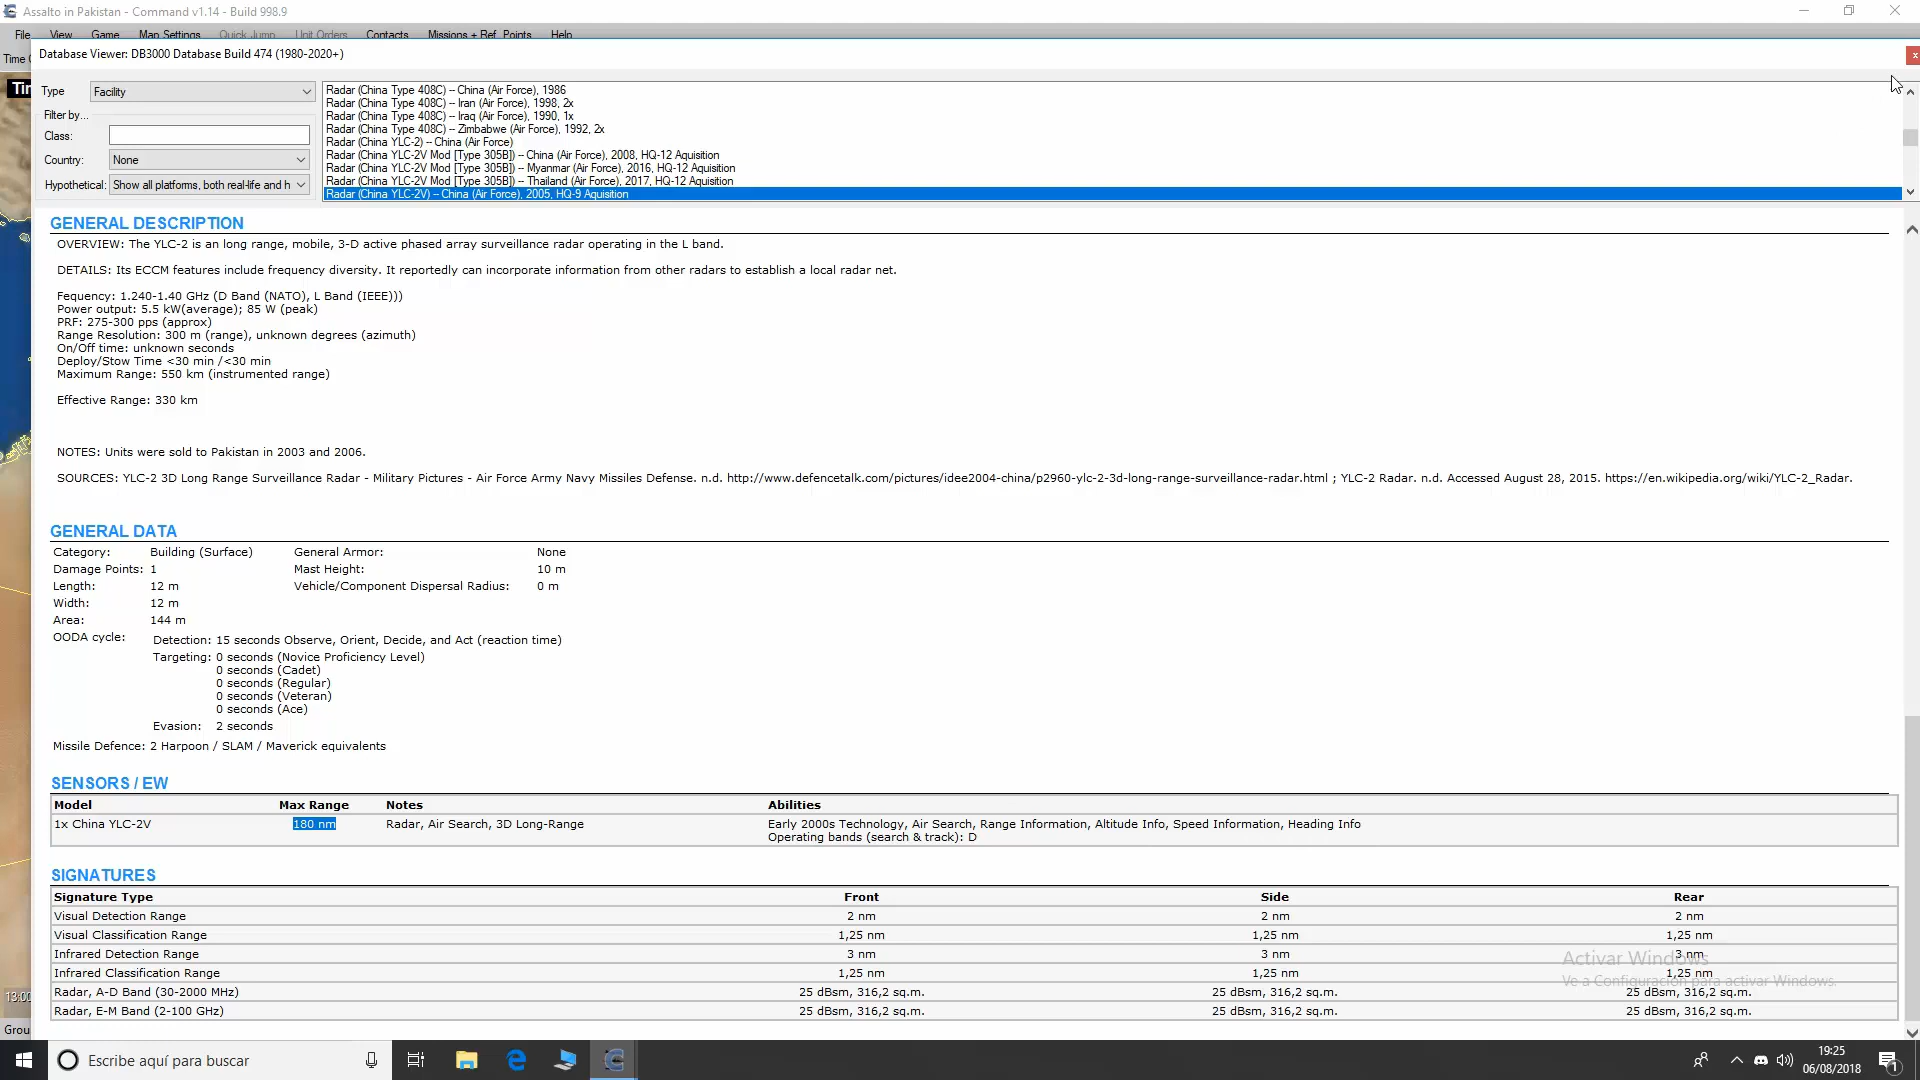 Assalto in Pakistan - Command v1.14 - Build 998.9
File View Game Map Settings Quick Jump Unit Orders Contacts Missions + Ref. Points Help
Database Viewer: DB3000 Database Build 474 (1980-2020+)
Time
Tir
Type Facility
Filter by...
Class:
Country: None
Hypothetical: Show all platforms, both real-life and h
Radar (China Type 408C) -- China (Air Force), 1986
Radar (China Type 408C) -- Iran (Air Force), 1998, 2x
Radar (China Type 408C) -- Iraq (Air Force), 1990, 1x
Radar (China Type 408C) -- Zimbabwe (Air Force), 1992, 2x
Radar (China YLC-2) -- China (Air Force)
Radar (China YLC-2V Mod [Type 305B]) -- China (Air Force), 2008, HQ-12 Aquisition
Radar (China YLC-2V Mod [Type 305B]) -- Myanmar (Air Force), 2016, HQ-12 Aquisition
Radar (China YLC-2V Mod [Type 305B]) -- Thailand (Air Force), 2017, HQ-12 Aquisition
Radar (China YLC-2V) -- China (Air Force), 2005, HQ-9 Aquisition
GENERAL DESCRIPTION
OVERVIEW: The YLC-2 is an long range, mobile, 3-D active phased array surveillance radar operating in the L band.
DETAILS: Its ECCM features include frequency diversity. It reportedly can incorporate information from other radars to establish a local radar net.
Fequency: 1.240-1.40 GHz (D Band (NATO), L Band (IEEE)))
Power output: 5.5 kW(average); 85 W (peak)
PRF: 275-300 pps (approx)
Range Resolution: 300 m (range), unknown degrees (azimuth)
On/Off time: unknown seconds
Deploy/Stow Time <30 min /<30 min
Maximum Range: 550 km (instrumented range)
Effective Range: 330 km
NOTES: Units were sold to Pakistan in 2003 and 2006.
SOURCES: YLC-2 3D Long Range Surveillance Radar - Military Pictures - Air Force Army Navy Missiles Defense. n.d. http://www.defencetalk.com/pictures/idee2004-china/p2960-ylc-2-3d-long-range-surveillance-radar.html ; YLC-2 Radar. n.d. Accessed August 28, 2015. https://en.wikipedia.org/wiki/YLC-2_Radar.
GENERAL DATA
Category: Building (Surface) General Armor: None
Damage Points: 1 Mast Height: 10 m
Length: 12 m Vehicle/Component Dispersal Radius: 0 m
Width: 12 m
Area: 144 m
OODA cycle: Detection: 15 seconds Observe, Orient, Decide, and Act (reaction time)
Targeting: 0 seconds (Novice Proficiency Level)
0 seconds (Cadet)
0 seconds (Regular)
0 seconds (Veteran)
0 seconds (Ace)
Evasion: 2 seconds
Missile Defence: 2 Harpoon / SLAM / Maverick equivalents
SENSORS / EW
Model Max Range Notes Abilities
1x China YLC-2V 180 nm Radar, Air Search, 3D Long-Range Early 2000s Technology, Air Search, Range Information, Altitude Info, Speed Information, Heading Info
Operating bands (search & track): D
SIGNATURES
Signature Type Front Side Rear
Visual Detection Range 2 nm 2 nm 2 nm
Visual Classification Range 1,25 nm 1,25 nm 1,25 nm
Infrared Detection Range 3 nm 3 nm 3 nm
Infrared Classification Range 1,25 nm 1,25 nm 1,25 nm
Radar, A-D Band (30-2000 MHz) 25 dBsm, 316,2 sq.m. 25 dBsm, 316,2 sq.m. 25 dBsm, 316,2 sq.m.
Radar, E-M Band (2-100 GHz) 25 dBsm, 316,2 sq.m. 25 dBsm, 316,2 sq.m. 25 dBsm, 316,2 sq.m.
Activar Windows
Ve a Configuración para activar Windows.
13:00
Grou
Escribe aquí para buscar
19:25
06/08/2018
1